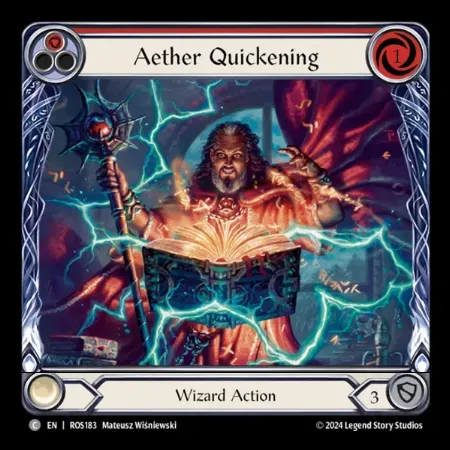 Aether Quickening
1
Wizard Action
3
C EN | ROS183 Mateusz Wiśniewski © 2024 Legend Story Studios